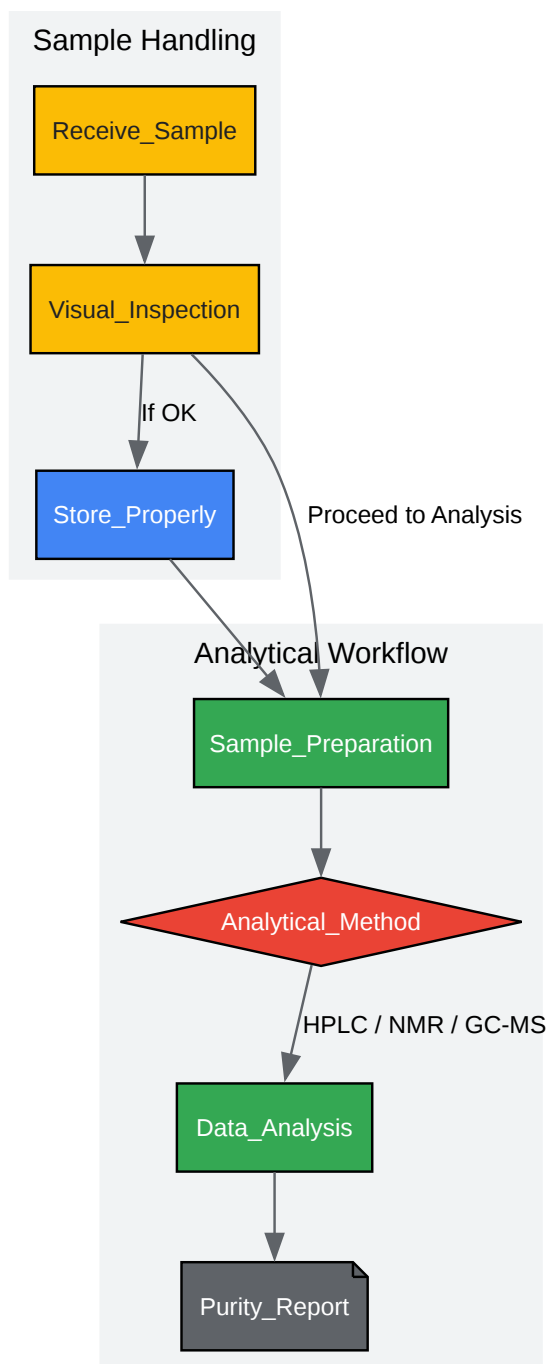 Sample Handling
Receive_Sample
Visual_Inspection
If OK
Store_Properly
Proceed to Analysis
Analytical Workflow
Sample_Preparation
Analytical_Method
HPLC / NMR / GC-MS
Data_Analysis
Purity_Report